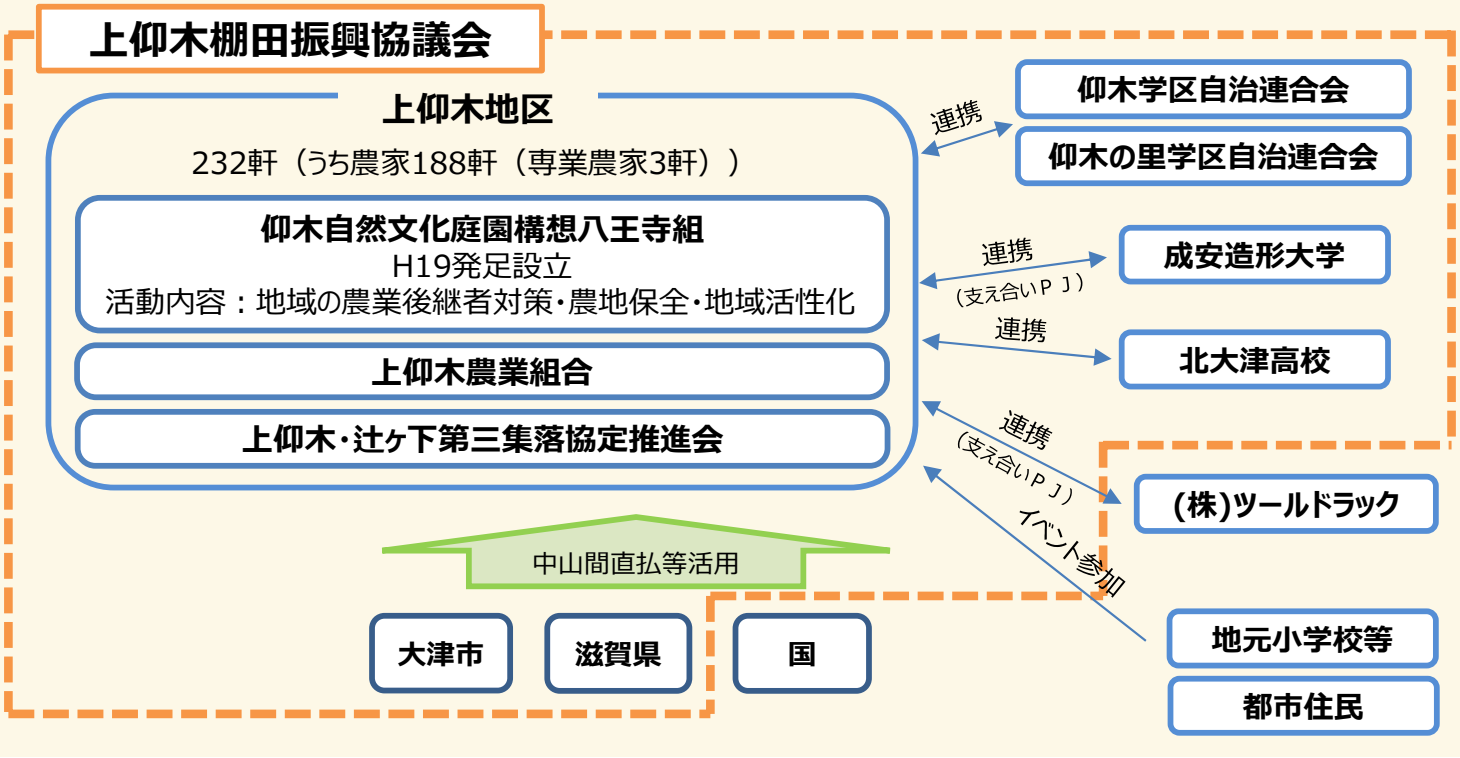 上仰木棚田振興協議会
上仰木地区
232軒（うち農家188軒（専業農家3軒））
仰木自然文化庭園構想八王寺組
H19発足設立
活動内容：地域の農業後継者対策・農地保全・地域活性化
上仰木農業組合
上仰木・辻ヶ下第三集落協定推進会
連携
仰木学区自治連合会
仰木の里学区自治連合会
連携
（支え合いＰＪ）
成安造形大学
連携
北大津高校
連携
（支え合いＰＪ）
(株)ツールドラック
イベント参加
地元小学校等
都市住民
中山間直払等活用
大津市
滋賀県
国